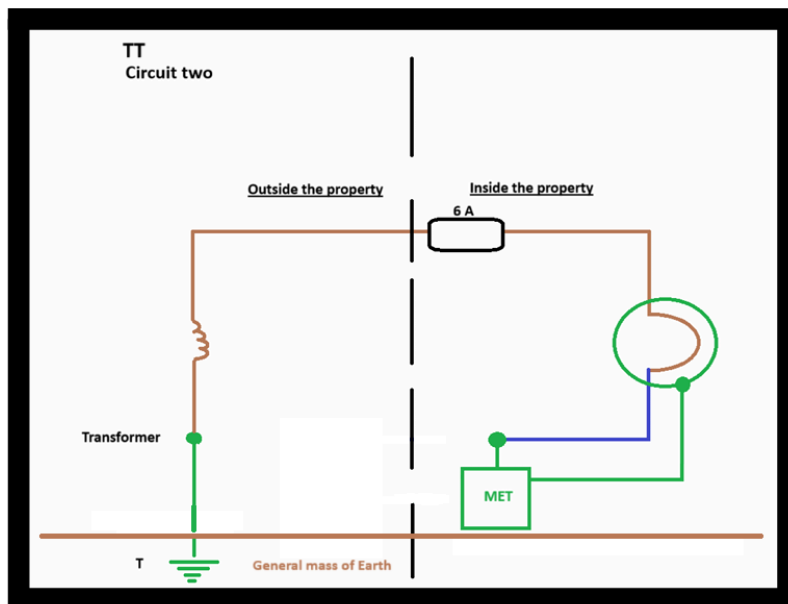 TT
Circuit two
Outside the property
Inside the property
6 A
Transformer
MET
T
General mass of Earth